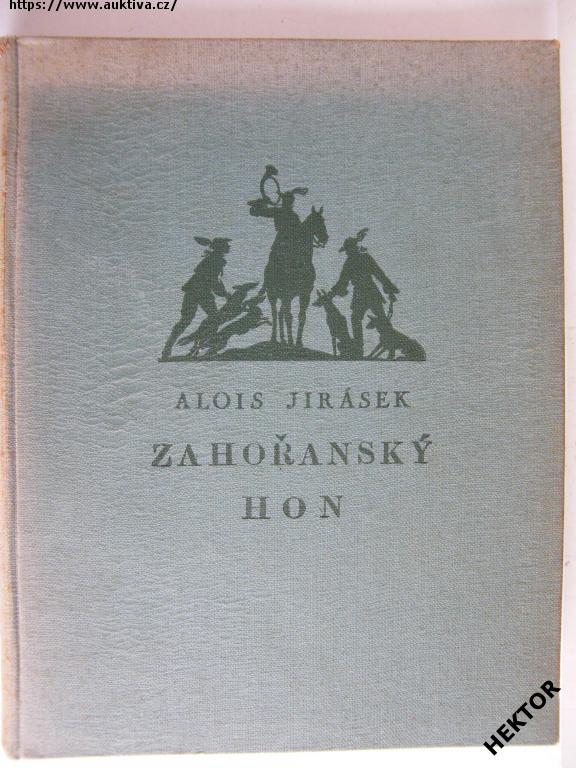 https://www.auktiva.cz/
ALOIS JIRÁSEK
ZAHOŘANSKÝ
HON
HEKTOR